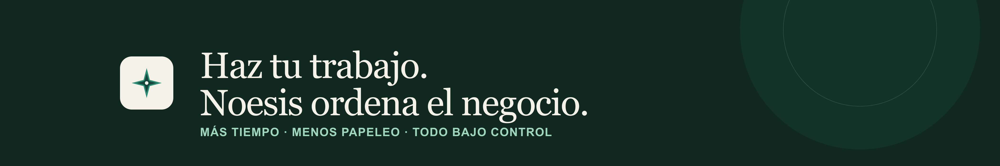 Haz tu trabajo.
Noesis ordena el negocio.
MÁS TIEMPO · MENOS PAPELEO · TODO BAJO CONTROL